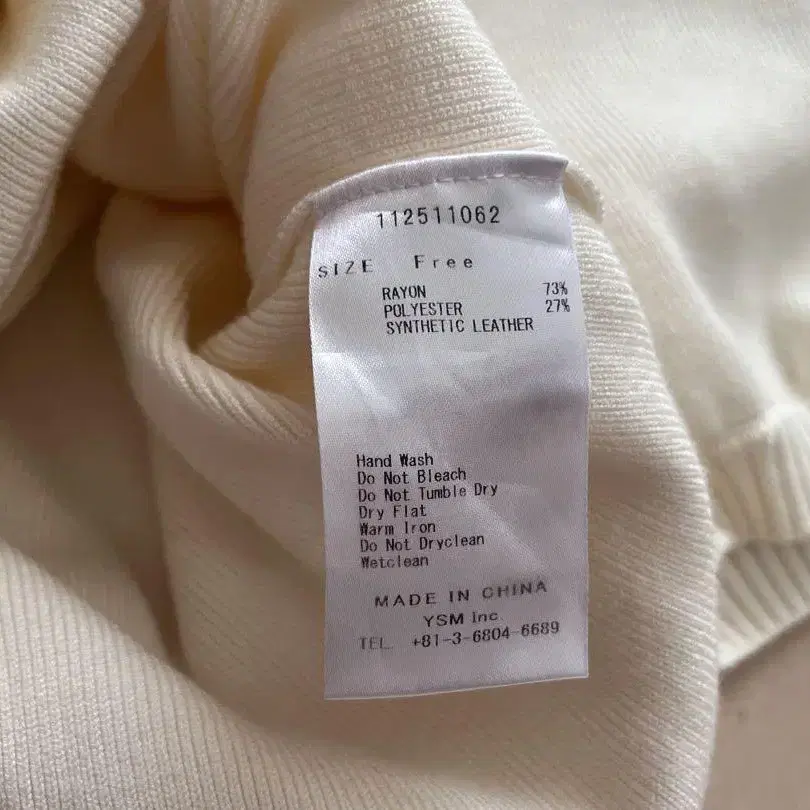 112511062
SIZE Free
RAYON 73%
POLYESTER 27%
SYNTHETIC LEATHER
Hand Wash
Do Not Bleach
Do Not Tumble Dry
Dry Flat
Warm Iron
Do Not Dryclean
Wetclean
MADE IN CHINA
YSM Inc.
TEL. +81-3-6804-6689